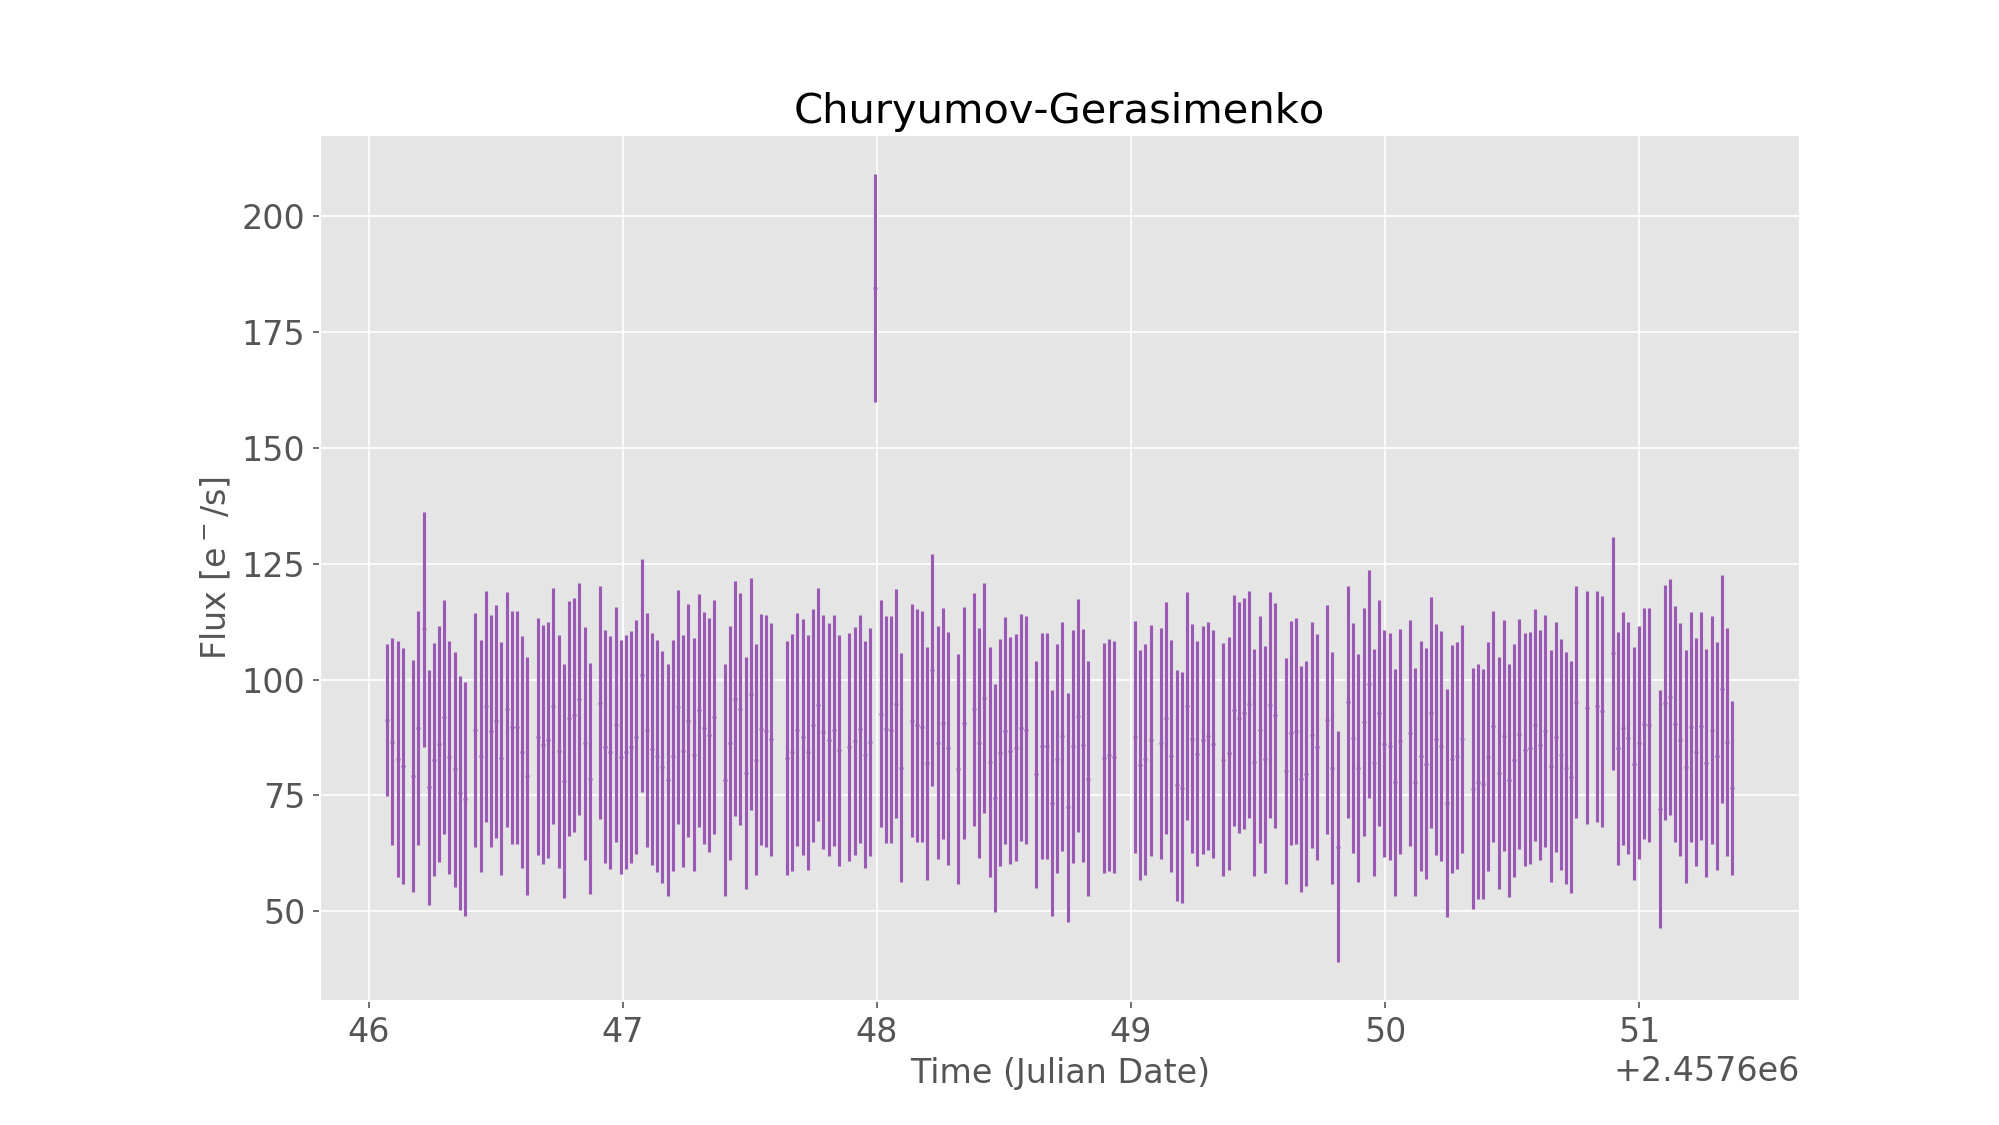 Churyumov-Gerasimenko
Flux [e⁻/s]
200
175
150
125
100
75
50
46 47 48 49 50 51
Time (Julian Date)
+2.4576e6